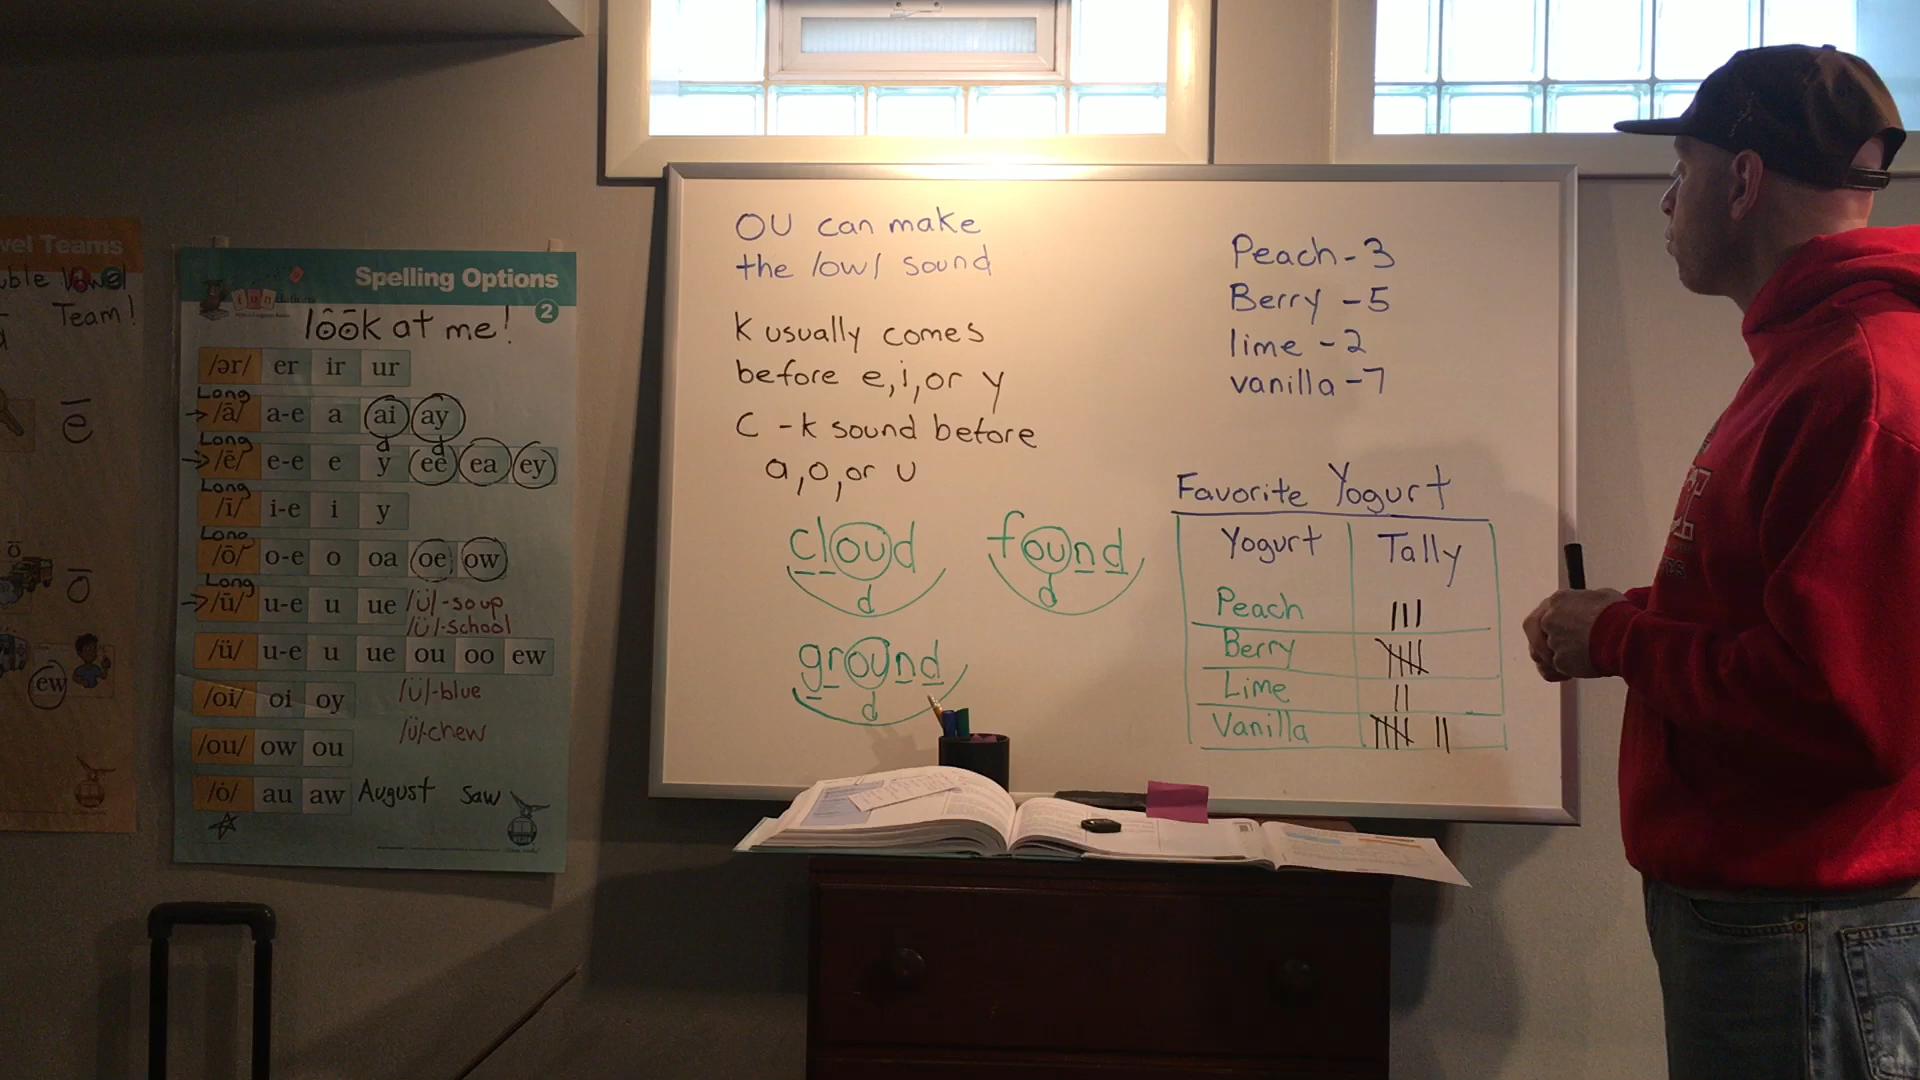 vowel Teams
Team!
ē
ō
ew
Spelling Options
2
look at me!
/ər/ er ir ur
Long
/ā/ a-e a ai ay
d d
Long
/ē/ e-e e y ee ea ey
Long
/ī/ i-e i y
Long
/ō/ o-e o oa oe ow
Long
/ū/ u-e u ue /ü/-soup
/ü/-school
/ü/ u-e u ue ou oo ew
/oi/ oi oy /ü/-blue
/ou/ ow ou /ü/-chew
/ȯ/ au aw August Saw
OU can make
the /ow/ sound
K usually comes
before e, i, or y
C -k sound before
a, o, or u
cloud found
d d
ground
d
Peach-3
Berry -5
lime -2
vanilla -7
Favorite Yogurt
Yogurt Tally
Peach
Berry
Lime
Vanilla